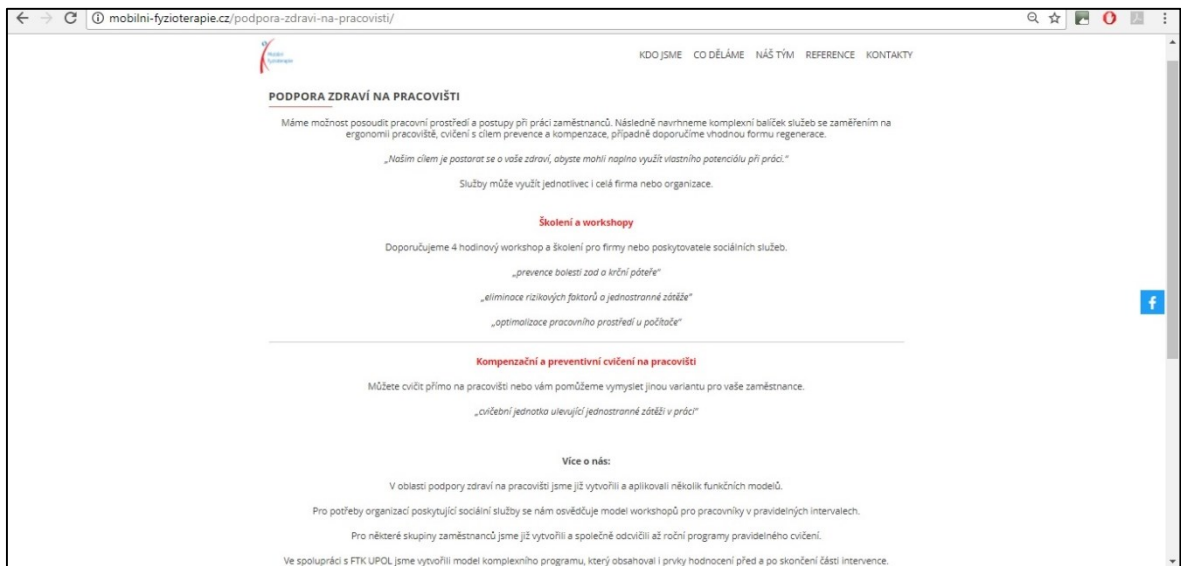 mobilni-fyzioterapie.cz/podpora-zdravi-na-pracovisti/
Mobilní
fyzioterapie
KDO JSME CO DĚLÁME NÁŠ TÝM REFERENCE KONTAKTY
PODPORA ZDRAVÍ NA PRACOVIŠTI
Máme možnost posoudit pracovní prostředí a postupy při práci zaměstnanců. Následně navrhneme komplexní balíček služeb se zaměřením na
ergonomii pracoviště, cvičení s cílem prevence a kompenzace, případně doporučíme vhodnou formu regenerace.
„Naším cílem je postarat se o vaše zdraví, abyste mohli naplno využít vlastního potenciálu při práci.“
Služby může využít jednotlivec i celá firma nebo organizace.
Školení a workshopy
Doporučujeme 4 hodinový workshop a školení pro firmy nebo poskytovatele sociálních služeb.
„prevence bolesti zad a krční páteře“
„eliminace rizikových faktorů a jednostranné zátěže“
„optimalizace pracovního prostředí u počítače“
Kompenzační a preventivní cvičení na pracovišti
Můžete cvičit přímo na pracovišti nebo vám pomůžeme vymyslet jinou variantu pro vaše zaměstnance.
„cvičební jednotka ulevující jednostranné zátěži v práci“
Více o nás:
V oblasti podpory zdraví na pracovišti jsme již vytvořili a aplikovali několik funkčních modelů.
Pro potřeby organizací poskytující sociální služby se nám osvědčuje model workshopů pro pracovníky v pravidelných intervalech.
Pro některé skupiny zaměstnanců jsme již vytvořili a společně odcvičili až roční programy pravidelného cvičení.
Ve spolupráci s FTK UPOL jsme vytvořili model komplexního programu, který obsahoval i prvky hodnocení před a po skončení části intervence.